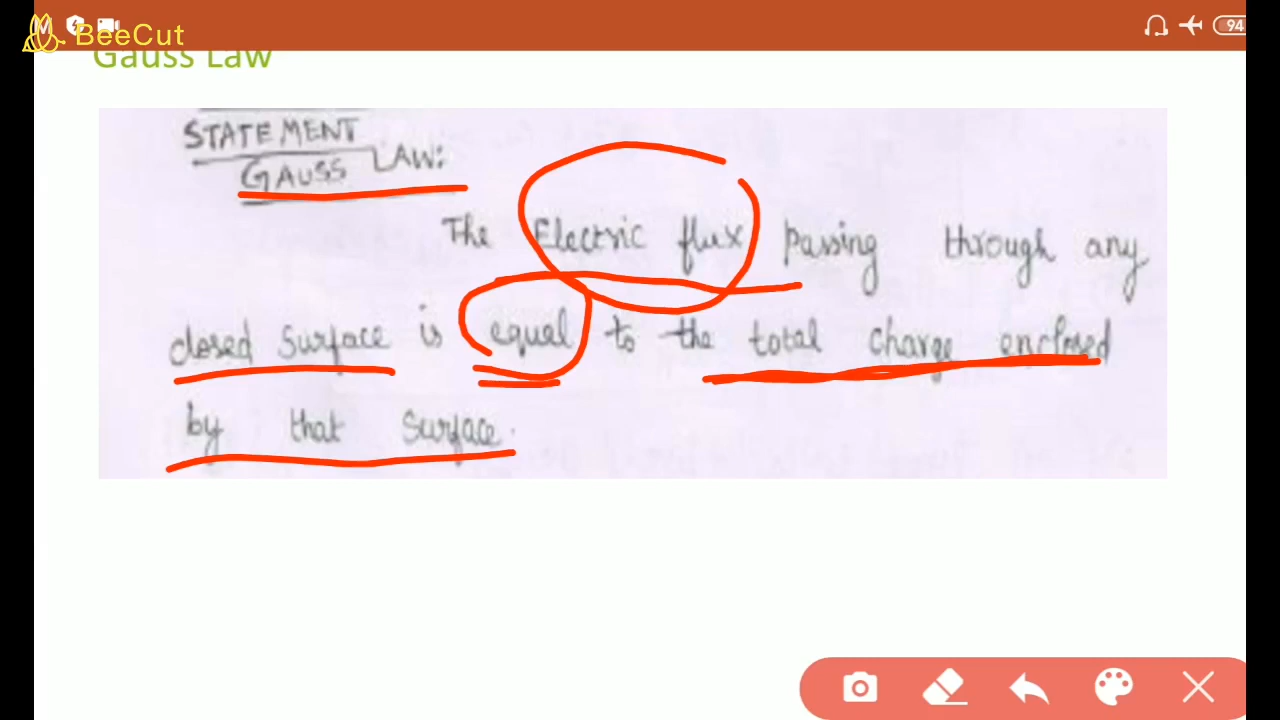 BeeCut
94
Gauss Law
STATEMENT
GAUSS LAW:
The Electric flux passing through any
closed surface is equal to the total charge enclosed
by that surface.